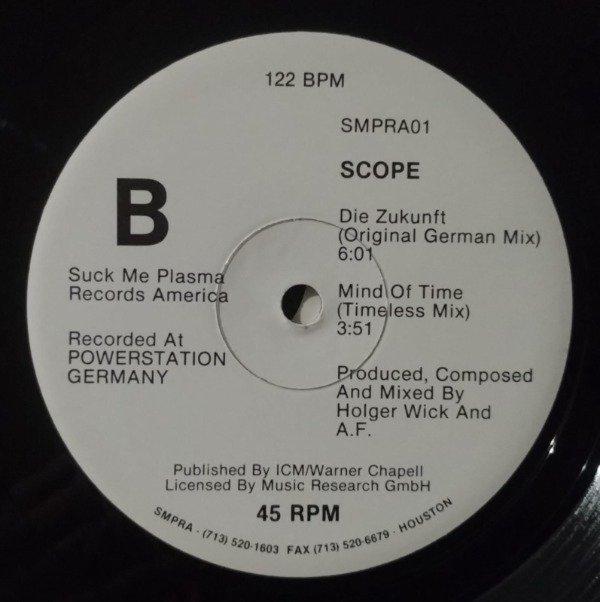 122 BPM
SMPRA01
SCOPE
B
Die Zukunft
(Original German Mix)
6:01
Suck Me Plasma
Records America
Mind Of Time
(Timeless Mix)
3:51
Recorded At
POWERSTATION
GERMANY
Produced, Composed
And Mixed By
Holger Wick And
A.F.
Published By ICM/Warner Chapell
Licensed By Music Research GmbH
45 RPM
SMPRA - (713) 520-1603 FAX (713) 520-6679 - HOUSTON